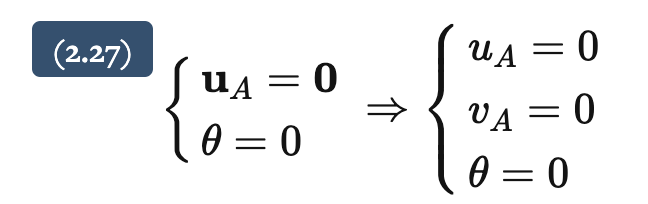 (2.27)
{ 𝐮_A = 𝟎
θ = 0
⇒
{ u_A = 0
v_A = 0
θ = 0